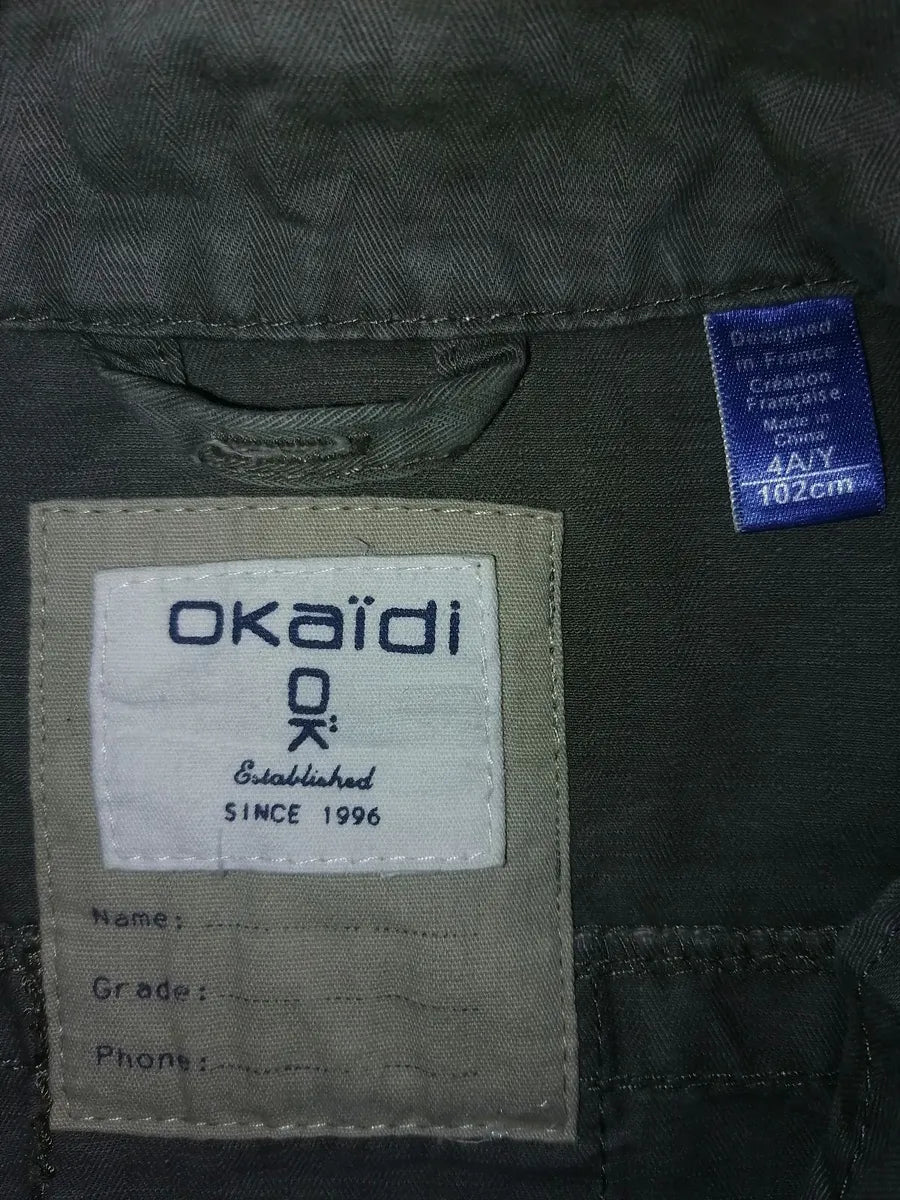 Designed
in France
Création
Française
Made in
China
4A/Y
102cm
OKaïdi
OK
Established
SINCE 1996
Name:
Grade:
Phone: